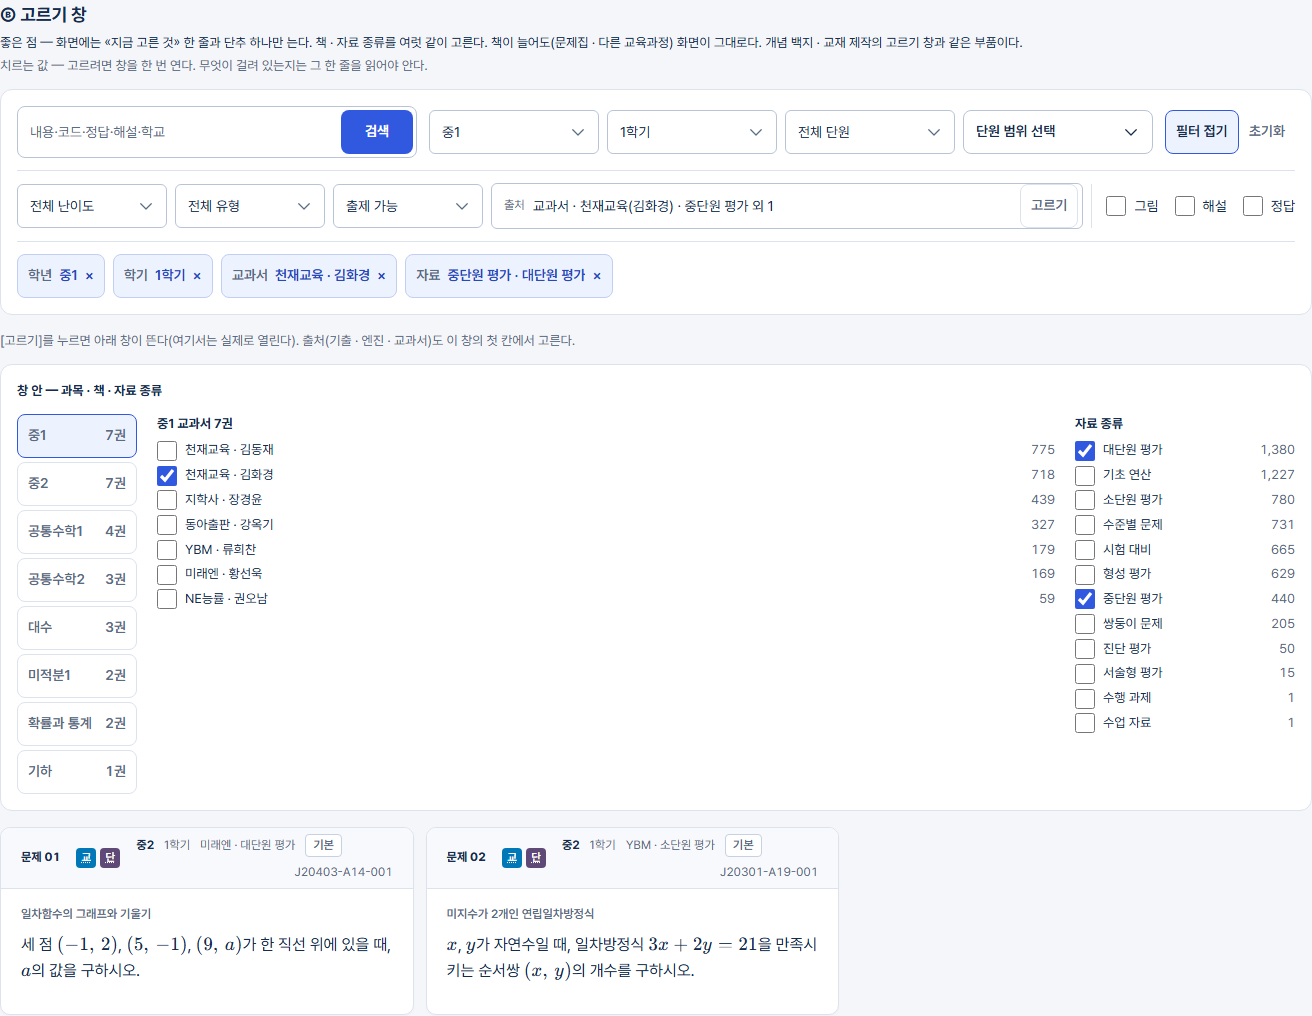 Ⓑ 고르기 창
좋은 점 — 화면에는 «지금 고른 것» 한 줄과 단추 하나만 는다. 책 · 자료 종류를 여럿 같이 고른다. 책이 늘어도(문제집 · 다른 교육과정) 화면이 그대로다. 개념 백지 · 교재 제작의 고르기 창과 같은 부품이다.
치르는 값 — 고르려면 창을 한 번 연다. 무엇이 걸려 있는지는 그 한 줄을 읽어야 안다.
내용·코드·정답·해설·학교 검색 중1 1학기 전체 단원 단원 범위 선택 필터 접기 초기화
전체 난이도 전체 유형 출제 가능 출처 교과서 · 천재교육(김화경) · 중단원 평가 외 1 고르기 그림 해설 정답
학년 중1 × 학기 1학기 × 교과서 천재교육 · 김화경 × 자료 중단원 평가 · 대단원 평가 ×
[고르기]를 누르면 아래 창이 뜬다(여기서는 실제로 열린다). 출처(기출 · 엔진 · 교과서)도 이 창의 첫 칸에서 고른다.
창 안 — 과목 · 책 · 자료 종류
중1 7권
중2 7권
공통수학1 4권
공통수학2 3권
대수 3권
미적분1 2권
확률과 통계 2권
기하 1권
중1 교과서 7권
천재교육 · 김동재 775
천재교육 · 김화경 718
지학사 · 장경윤 439
동아출판 · 강옥기 327
YBM · 류희찬 179
미래엔 · 황선욱 169
NE능률 · 권오남 59
자료 종류
대단원 평가 1,380
기초 연산 1,227
소단원 평가 780
수준별 문제 731
시험 대비 665
형성 평가 629
중단원 평가 440
쌍둥이 문제 205
진단 평가 50
서술형 평가 15
수행 과제 1
수업 자료 1
문제 01 교 단 중2 1학기 미래엔 · 대단원 평가 기본
J20403-A14-001
일차함수의 그래프와 기울기
세 점 (−1, 2), (5, −1), (9, a)가 한 직선 위에 있을 때,
a의 값을 구하시오.
문제 02 교 단 중2 1학기 YBM · 소단원 평가 기본
J20301-A19-001
미지수가 2개인 연립일차방정식
x, y가 자연수일 때, 일차방정식 3x + 2y = 21을 만족시
키는 순서쌍 (x, y)의 개수를 구하시오.